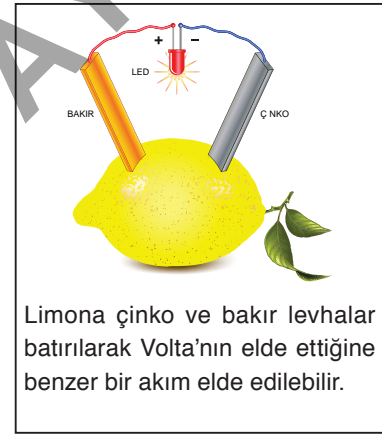 + −
LED
BAKIR
Ç NKO
Limona çinko ve bakır levhalar
batırılarak Volta’nın elde ettiğine
benzer bir akım elde edilebilir.